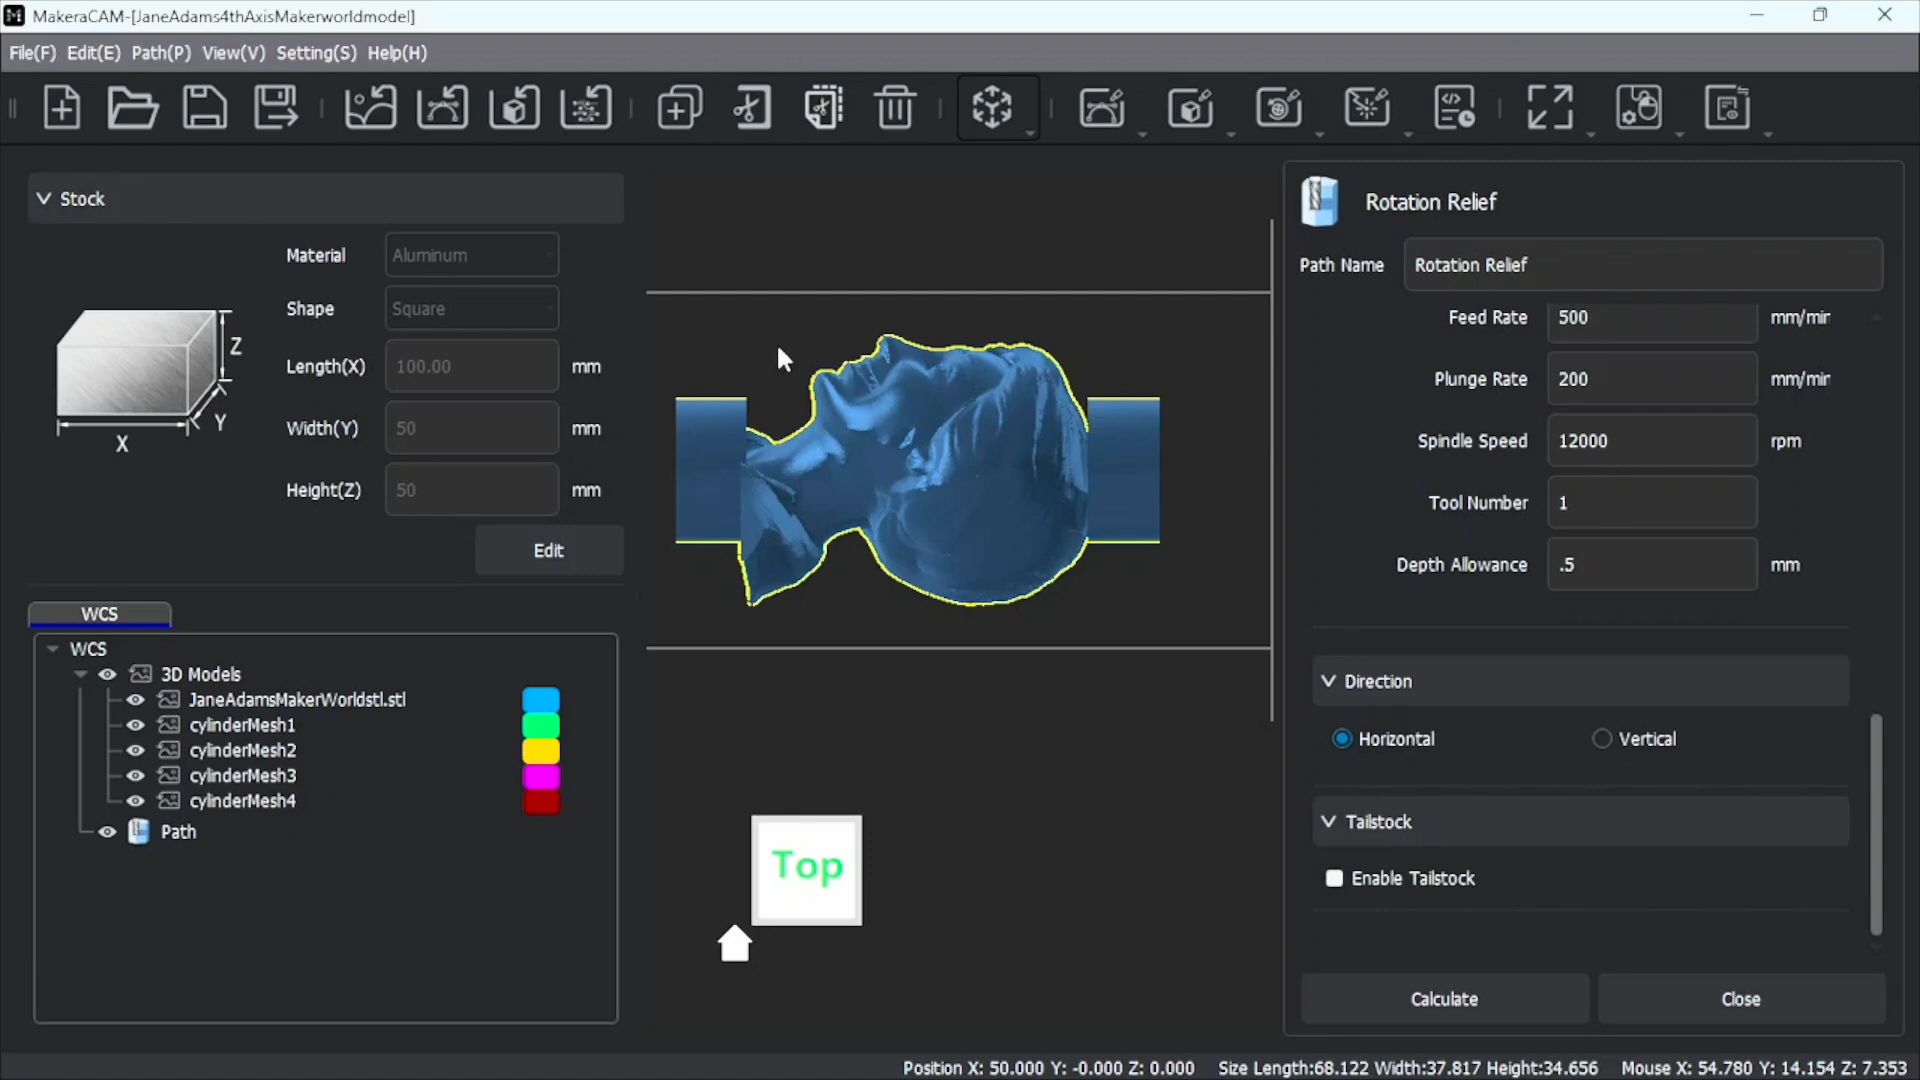 MakeraCAM-[JaneAdams4thAxisMakerworldmodel]
File(F) Edit(E) Path(P) View(V) Setting(S) Help(H)
Stock
Material Aluminum
Shape Square
Length(X) 100.00 mm
Width(Y) 50 mm
Height(Z) 50 mm
Z
Y
X
Edit
WCS
WCS
3D Models
JaneAdamsMakerWorldstl.stl
cylinderMesh1
cylinderMesh2
cylinderMesh3
cylinderMesh4
Path
Top
Rotation Relief
Path Name Rotation Relief
Feed Rate 500 mm/min
Plunge Rate 200 mm/min
Spindle Speed 12000 rpm
Tool Number 1
Depth Allowance .5 mm
Direction
Horizontal Vertical
Tailstock
Enable Tailstock
Calculate Close
Position X: 50.000 Y: -0.000 Z: 0.000 Size Length:68.122 Width:37.817 Height:34.656 Mouse X: 54.780 Y: 14.154 Z: 7.353